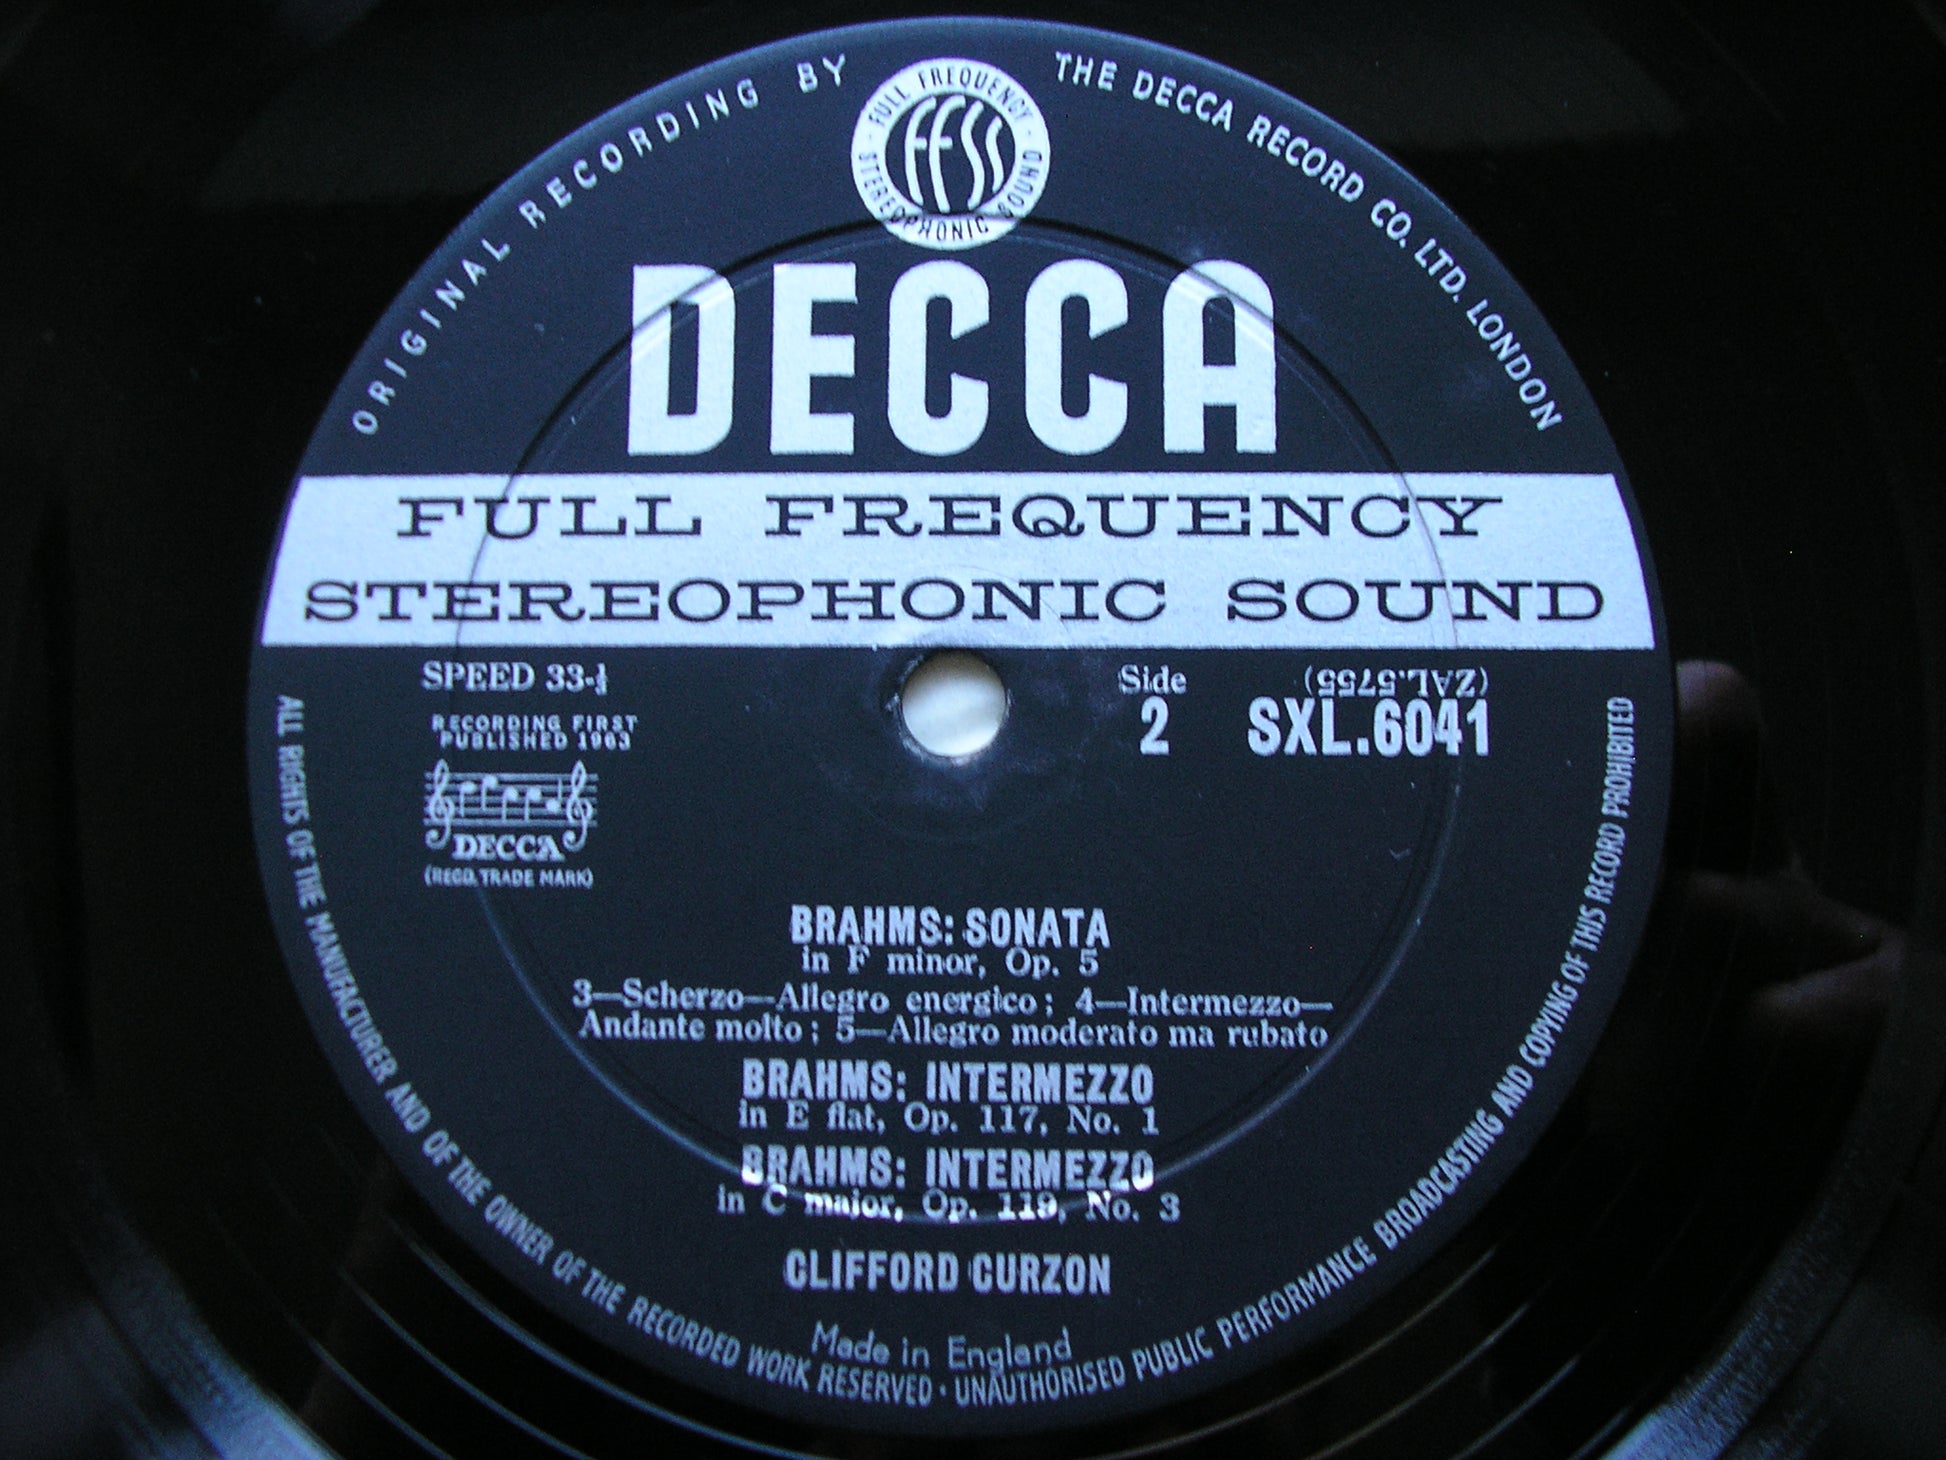 ORIGINAL RECORDING BY THE DECCA RECORD CO. LTD. LONDON
FULL FREQUENCY
FFSS
STEREOPHONIC SOUND
DECCA
FULL FREQUENCY
STEREOPHONIC SOUND
SPEED 33-⅓
Side
2
(ZAL.5755)
SXL.6041
RECORDING FIRST
PUBLISHED 1963
DECCA
(REGD. TRADE MARK)
BRAHMS: SONATA
in F minor, Op. 5
3—Scherzo—Allegro energico; 4—Intermezzo—
Andante molto; 5—Allegro moderato ma rubato
BRAHMS: INTERMEZZO
in E flat, Op. 117, No. 1
BRAHMS: INTERMEZZO
in C major, Op. 119, No. 3
CLIFFORD CURZON
Made in England
ALL RIGHTS OF THE MANUFACTURER AND OF THE OWNER OF THE RECORDED WORK RESERVED · UNAUTHORISED PUBLIC PERFORMANCE BROADCASTING AND COPYING OF THIS RECORD PROHIBITED